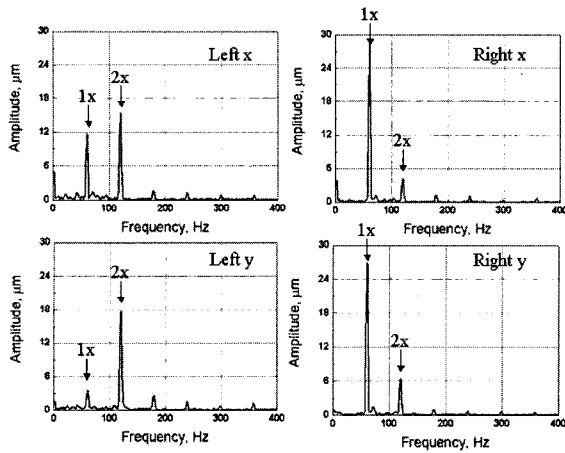 Left x
1x
2x
Amplitude, μm
30
24
18
12
6
0
0 100 200 300 400
Frequency, Hz
Right x
1x
2x
Amplitude, μm
30
24
18
12
6
0
0 100 200 300 400
Frequency, Hz
Left y
1x
2x
Amplitude, μm
30
24
18
12
6
0
0 100 200 300 400
Frequency, Hz
Right y
1x
2x
Amplitude, μm
30
24
18
12
6
0
0 100 200 300 400
Frequency, Hz